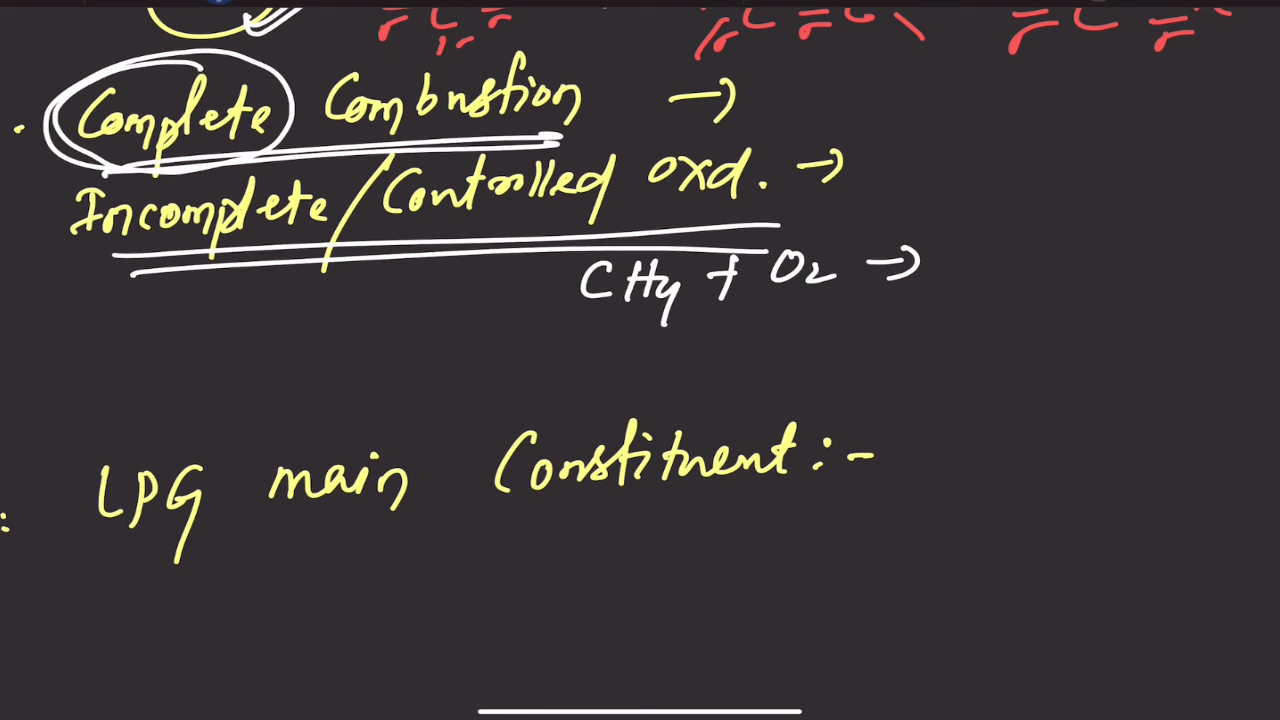 Complete Combustion →
Incomplete/Controlled oxd. →
CH4 + O2 →
LPG main Constituent:-